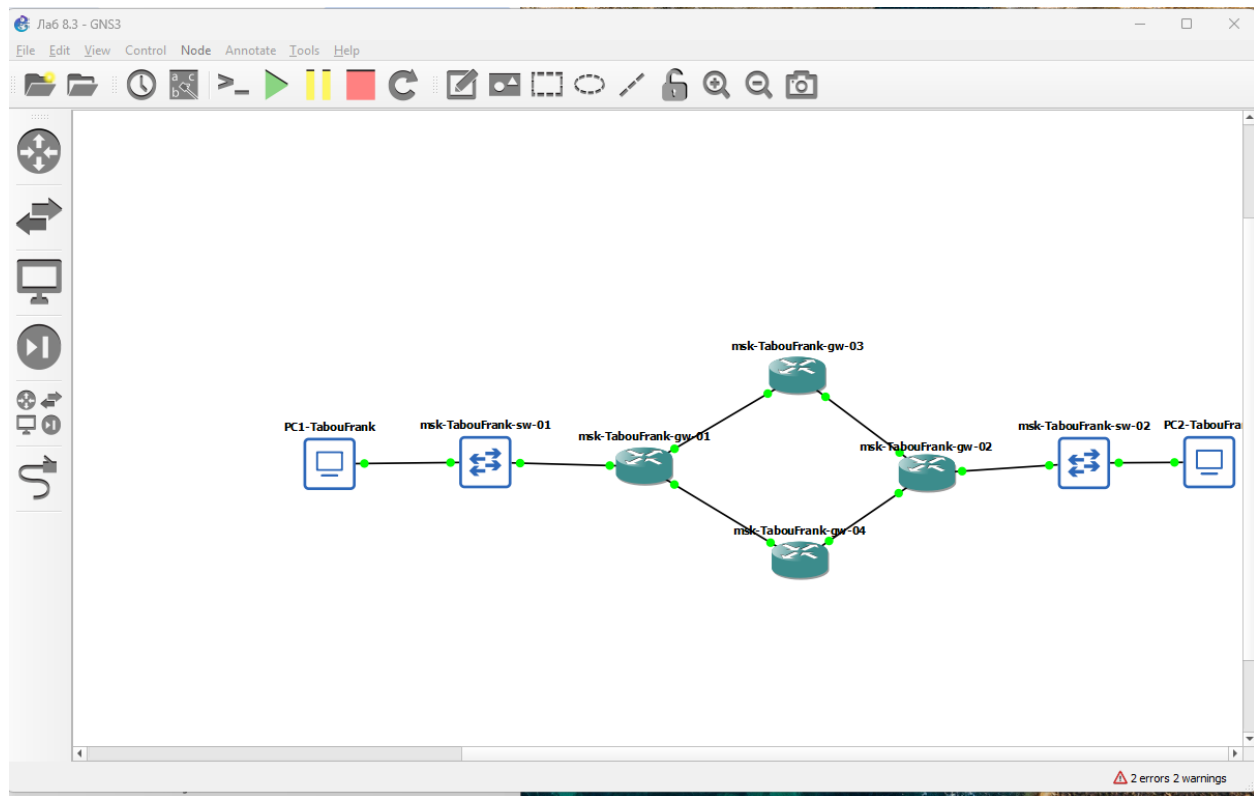 Лаб 8.3 - GNS3
File Edit View Control Node Annotate Tools Help
msk-TabouFrank-gw-03
PC1-TabouFrank
msk-TabouFrank-sw-01
msk-TabouFrank-gw-01
msk-TabouFrank-gw-02
msk-TabouFrank-sw-02
PC2-TabouFra
msk-TabouFrank-gw-04
2 errors 2 warnings